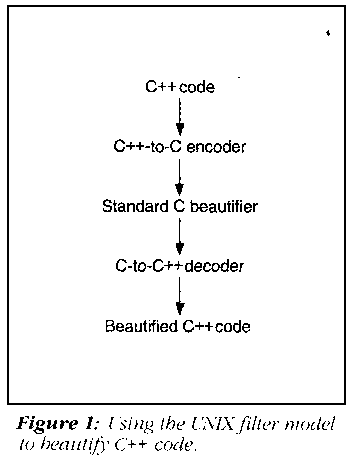 C++ code
C++-to-C encoder
Standard C beautifier
C-to-C++ decoder
Beautified C++ code
Figure 1: Using the UNIX filter model
to beautify C++ code.